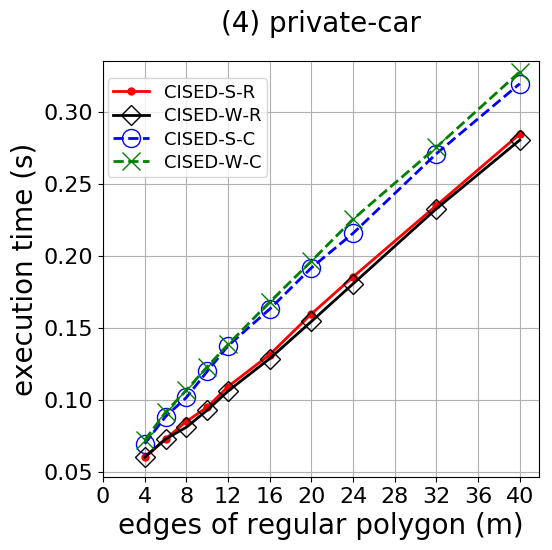 (4) private-car
CISED-S-R
CISED-W-R
CISED-S-C
CISED-W-C
execution time (s)
0.30
0.25
0.20
0.15
0.10
0.05
0 4 8 12 16 20 24 28 32 36 40
edges of regular polygon (m)